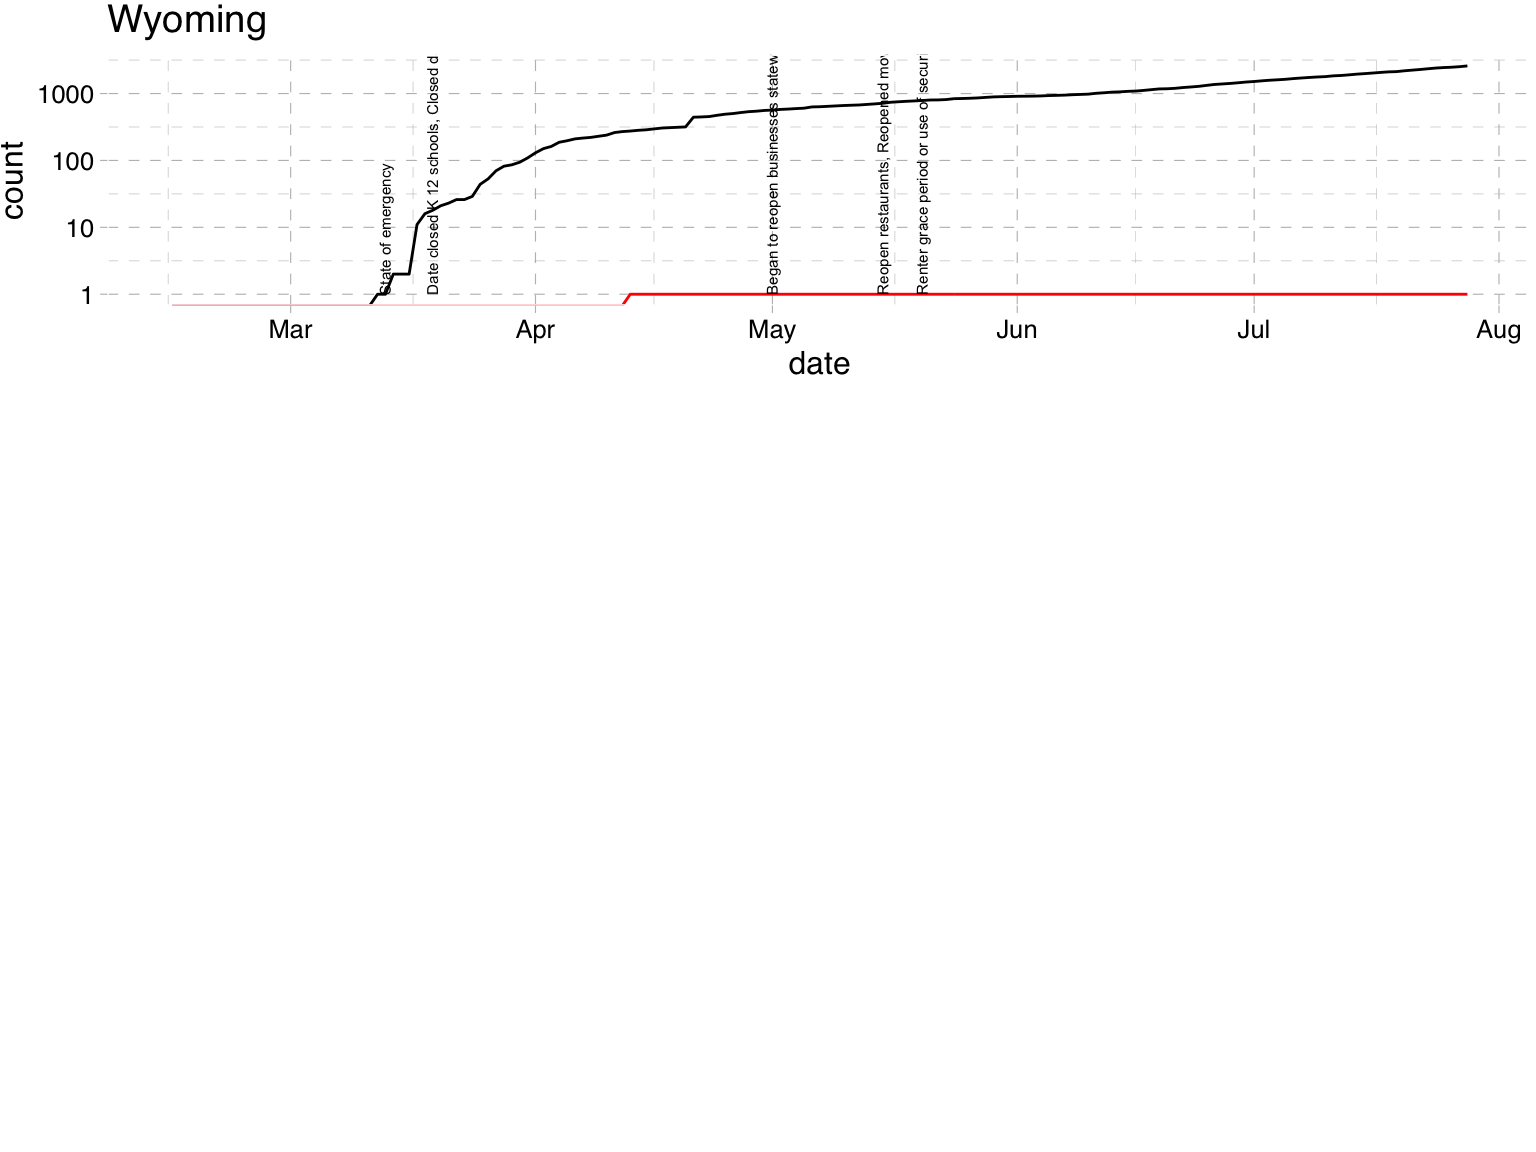 Wyoming
count
1000
100
10
1
State of emergency
Date closed K 12 schools, Closed d
Began to reopen businesses statew
Reopen restaurants, Reopened mo
Renter grace period or use of secur
Mar Apr May Jun Jul Aug
date